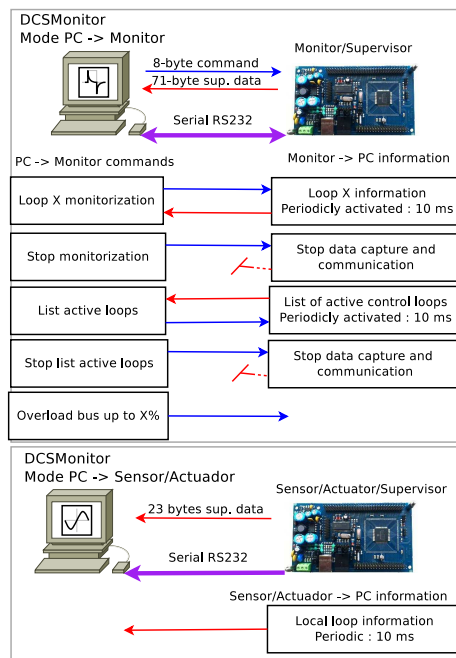 DCSMonitor
Mode PC -> Monitor
8-byte command
Monitor/Supervisor
71-byte sup. data
Serial RS232
PC -> Monitor commands
Monitor -> PC information
Loop X monitorization
Loop X information
Periodicly activated : 10 ms
Stop monitorization
Stop data capture and
communication
List active loops
List of active control loops
Periodicly activated : 10 ms
Stop list active loops
Stop data capture and
communication
Overload bus up to X%
DCSMonitor
Mode PC -> Sensor/Actuador
23 bytes sup. data
Sensor/Actuator/Supervisor
Serial RS232
Sensor/Actuador -> PC information
Local loop information
Periodic : 10 ms